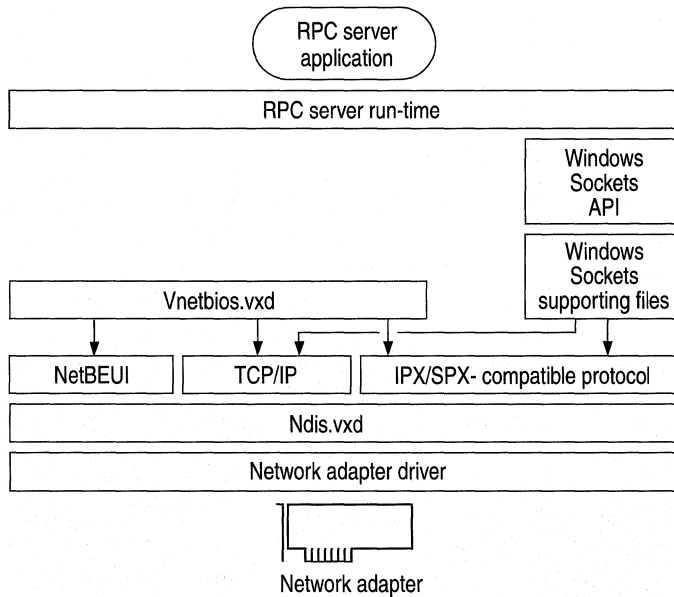 RPC server
application
RPC server run-time
Windows
Sockets
API
Windows
Sockets
supporting files
Vnetbios.vxd
NetBEUI
TCP/IP
IPX/SPX- compatible protocol
Ndis.vxd
Network adapter driver
Network adapter